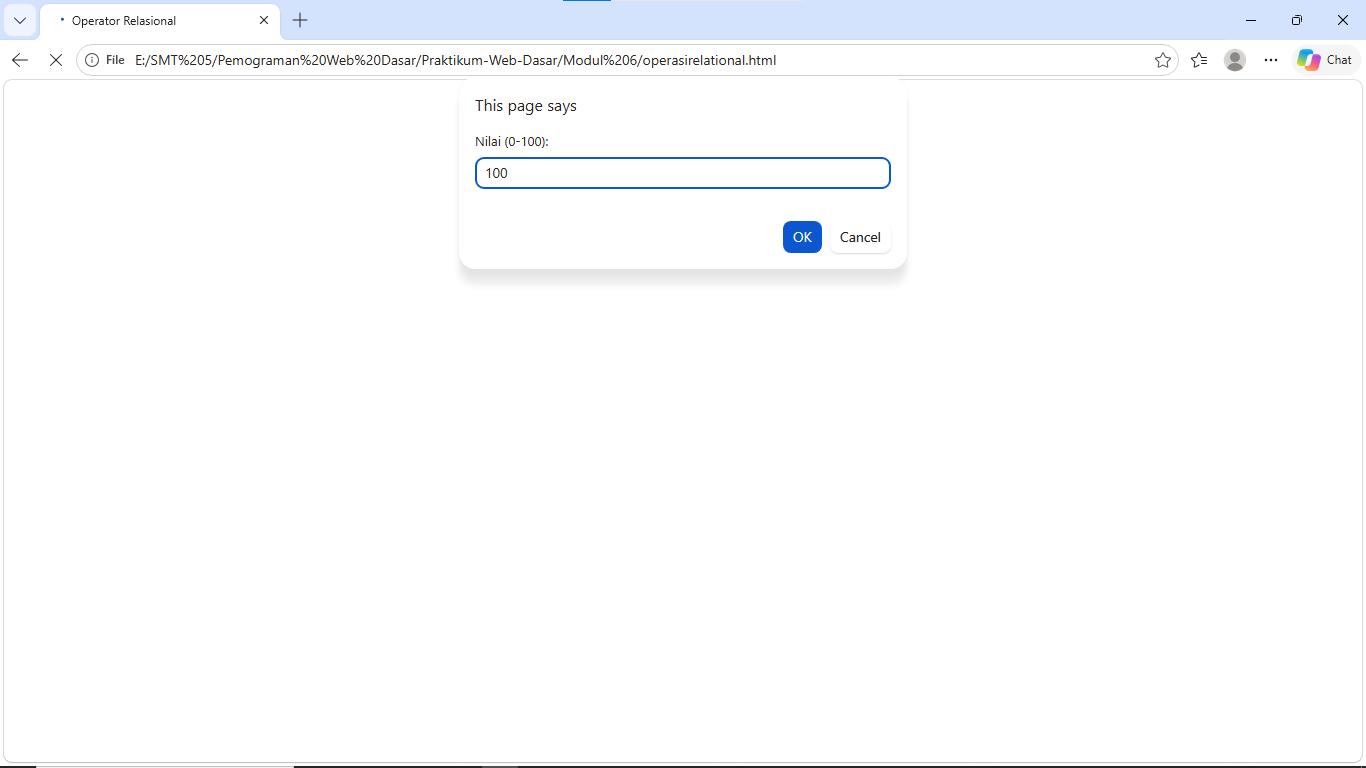 Operator Relasional
File E:/SMT%205/Pemograman%20Web%20Dasar/Praktikum-Web-Dasar/Modul%206/operasirelational.html
Chat
This page says
Nilai (0-100):
100
OK Cancel